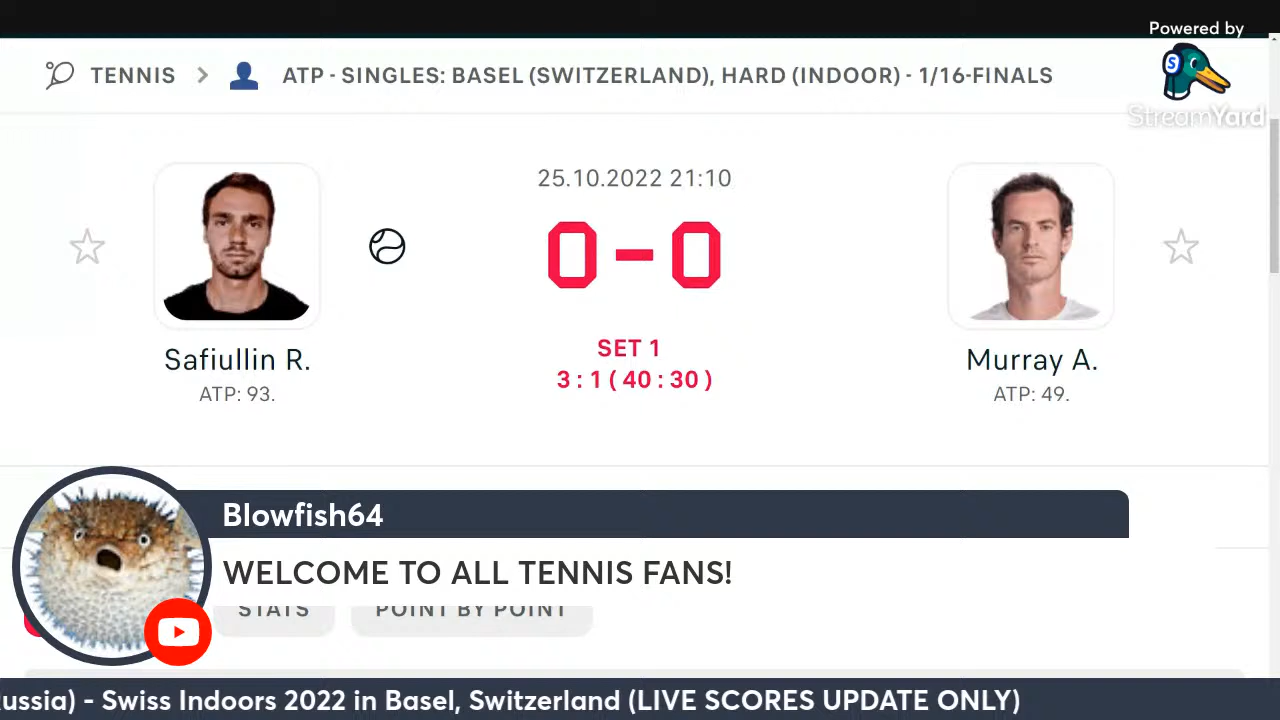 Powered by
TENNIS > ATP - SINGLES: BASEL (SWITZERLAND), HARD (INDOOR) - 1/16-FINALS
S
StreamYard
25.10.2022 21:10
0 - 0
SET 1
3 : 1 ( 40 : 30 )
Safiullin R.
ATP: 93.
Murray A.
ATP: 49.
Blowfish64
WELCOME TO ALL TENNIS FANS!
STATS
POINT BY POINT
ussia) - Swiss Indoors 2022 in Basel, Switzerland (LIVE SCORES UPDATE ONLY)